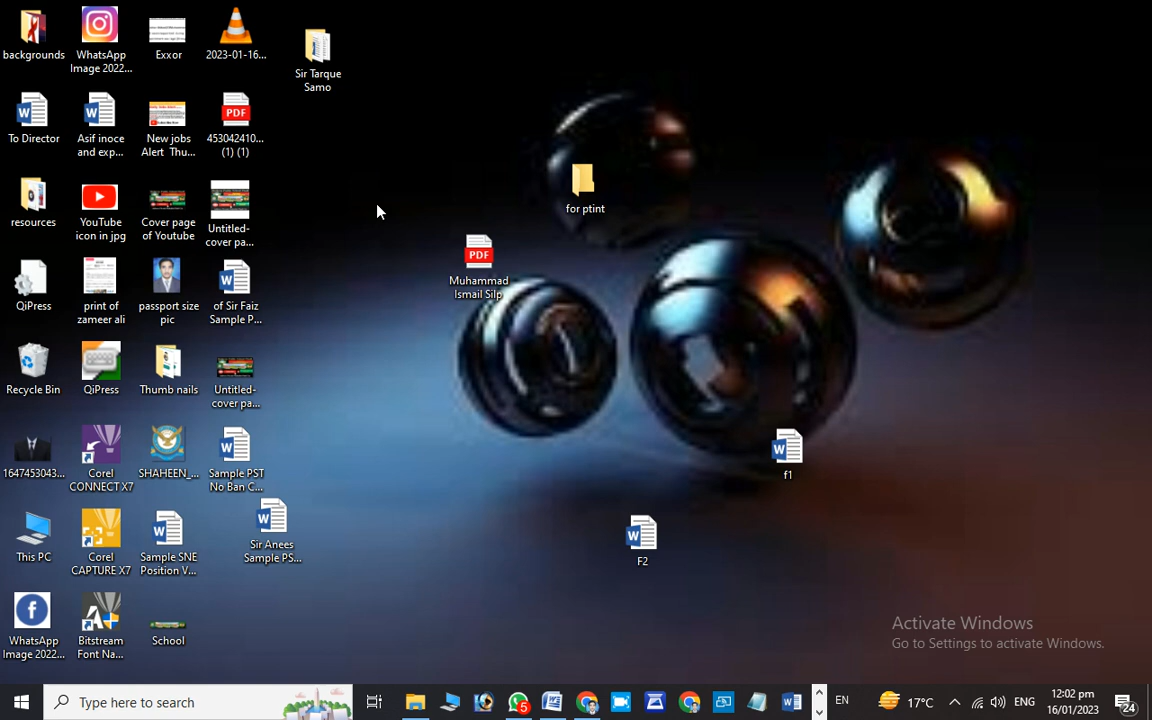 backgrounds
WhatsApp
Image 2022...
Exxor
2023-01-16...
Sir Tarque
Samo
To Director
Asif inoce
and exp...
New jobs
Alert Thu...
453042410...
(1) (1)
resources
YouTube
icon in jpg
Cover page
of Youtube
Untitled-
cover pa...
for ptint
Muhammad
Ismail Silp
QiPress
print of
zameer ali
passport size
pic
of Sir Faiz
Sample P...
Recycle Bin
QiPress
Thumb nails
Untitled-
cover pa...
1647453043...
Corel
CONNECT X7
SHAHEEN_...
Sample PST
No Ban C...
f1
This PC
Corel
CAPTURE X7
Sample SNE
Position V...
Sir Anees
Sample PS...
F2
WhatsApp
Image 2022...
Bitstream
Font Na...
School
Activate Windows
Go to Settings to activate Windows.
Type here to search
5
EN
17°C
ENG
12:02 pm
16/01/2023
24
PDF
PDF